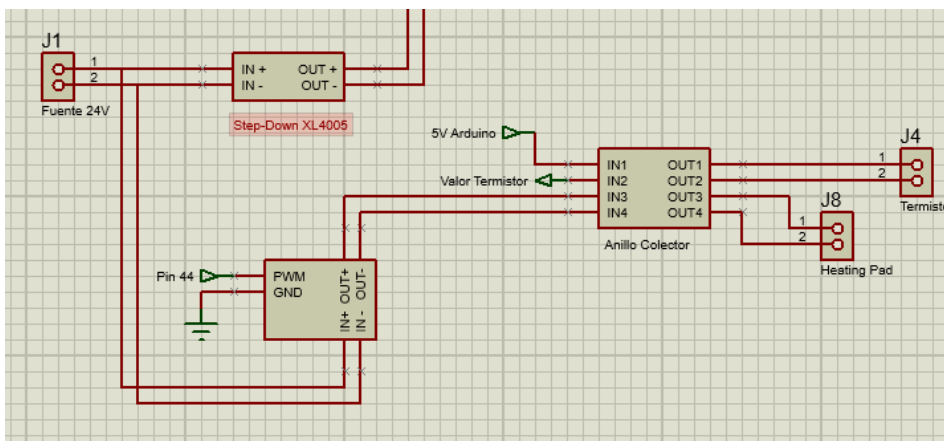 J1
1
2
Fuente 24V
IN +
OUT +
IN -
OUT -
Step-Down XL4005
5V Arduino
Valor Termistor
IN1
OUT1
IN2
OUT2
IN3
OUT3
IN4
OUT4
Anillo Colector
J4
1
2
Termisto
J8
1
2
Heating Pad
Pin 44
PWM
GND
OUT+
OUT-
IN+
IN -